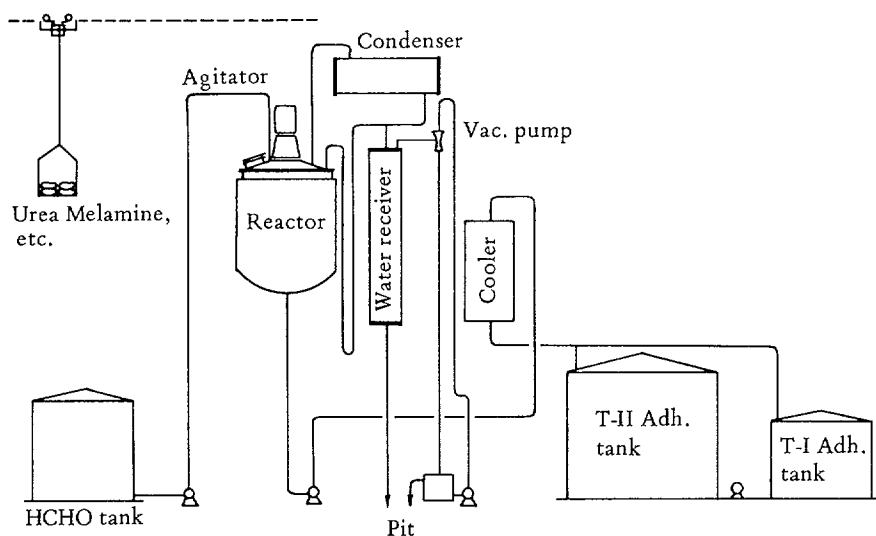 Condenser
Agitator
Vac. pump
Urea Melamine,
etc.
Reactor
Water receiver
Cooler
T-II Adh.
tank
T-I Adh.
tank
HCHO tank
Pit